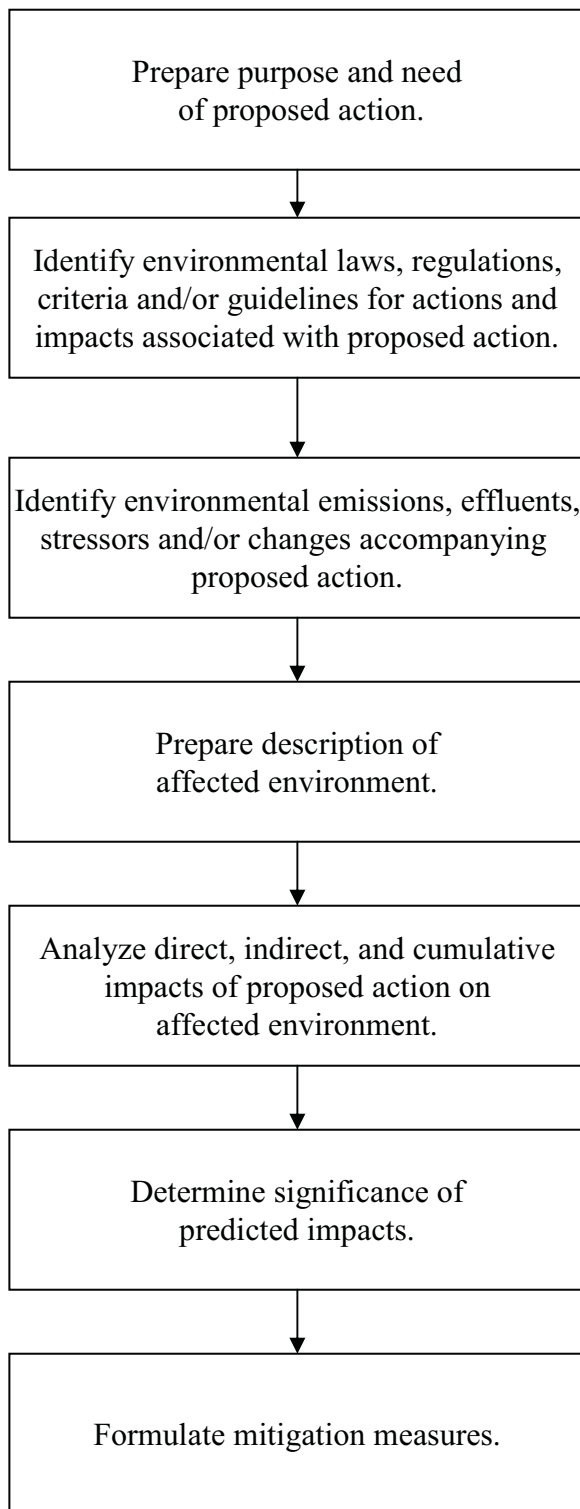 Prepare purpose and need
of proposed action.
Identify environmental laws, regulations,
criteria and/or guidelines for actions and
impacts associated with proposed action.
Identify environmental emissions, effluents,
stressors and/or changes accompanying
proposed action.
Prepare description of
affected environment.
Analyze direct, indirect, and cumulative
impacts of proposed action on
affected environment.
Determine significance of
predicted impacts.
Formulate mitigation measures.